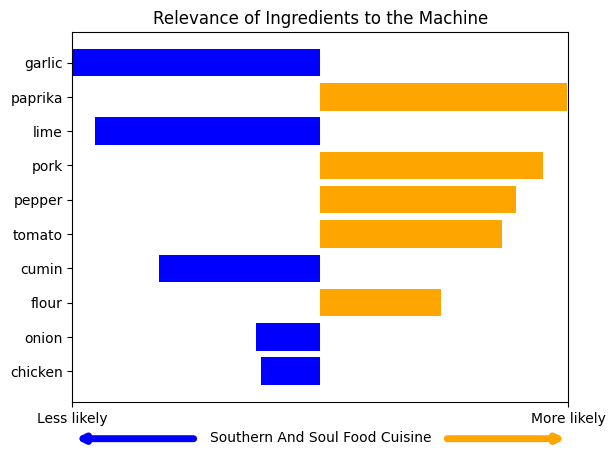 Relevance of Ingredients to the Machine
garlic
paprika
lime
pork
pepper
tomato
cumin
flour
onion
chicken
Less likely
More likely
Southern And Soul Food Cuisine